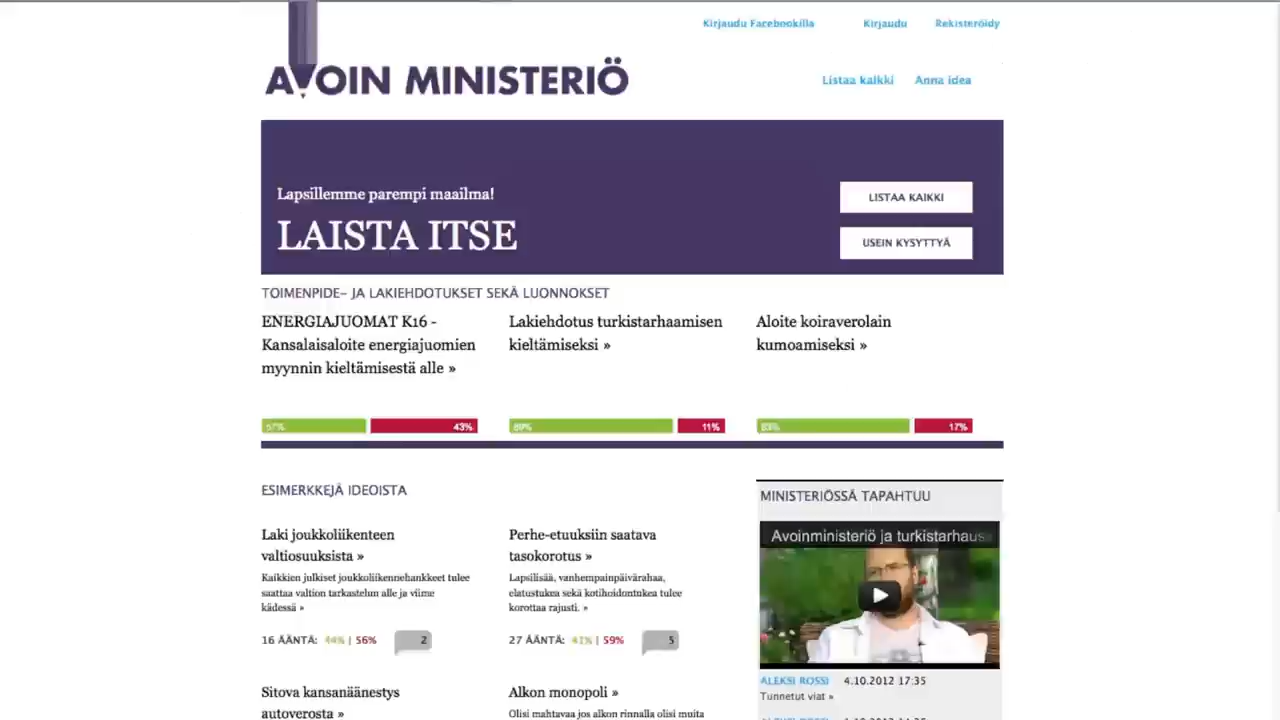 Kirjaudu Facebookilla
Kirjaudu
Rekisteröidy
AVOIN MINISTERIÖ
Listaa kaikki
Anna idea
Lapsillemme parempi maailma!
LAISTA ITSE
LISTAA KAIKKI
USEIN KYSYTTYÄ
TOIMENPIDE- JA LAKIEHDOTUKSET SEKÄ LUONNOKSET
ENERGIAJUOMAT K16 -
Kansalaisaloite energiajuomien
myynnin kieltämisestä alle »
Lakiehdotus turkistarhaamisen
kieltämiseksi »
Aloite koiraverolain
kumoamiseksi »
57%
43%
89%
11%
83%
17%
ESIMERKKEJÄ IDEOISTA
Laki joukkoliikenteen
valtiosuuksista »
Kaikkien julkiset joukkoliikennehankkeet tulee
saattaa valtion tarkastelun alle ja viime
kädessä »
16 ÄÄNTÄ: 44% | 56%
2
Perhe-etuuksiin saatava
tasokorotus »
Lapsilisää, vanhempainpäivärahaa,
elatustukea sekä kotihoidontukea tulee
korottaa rajusti. »
27 ÄÄNTÄ: 41% | 59%
5
Sitova kansanäänestys
autoverosta »
Alkon monopoli »
Olisi mahtavaa jos alkon rinnalla olisi muita
MINISTERIÖSSÄ TAPAHTUU
Avoinministeriö ja turkistarhaus
ALEKSI ROSSI 4.10.2012 17:35
Tunnetut viat »